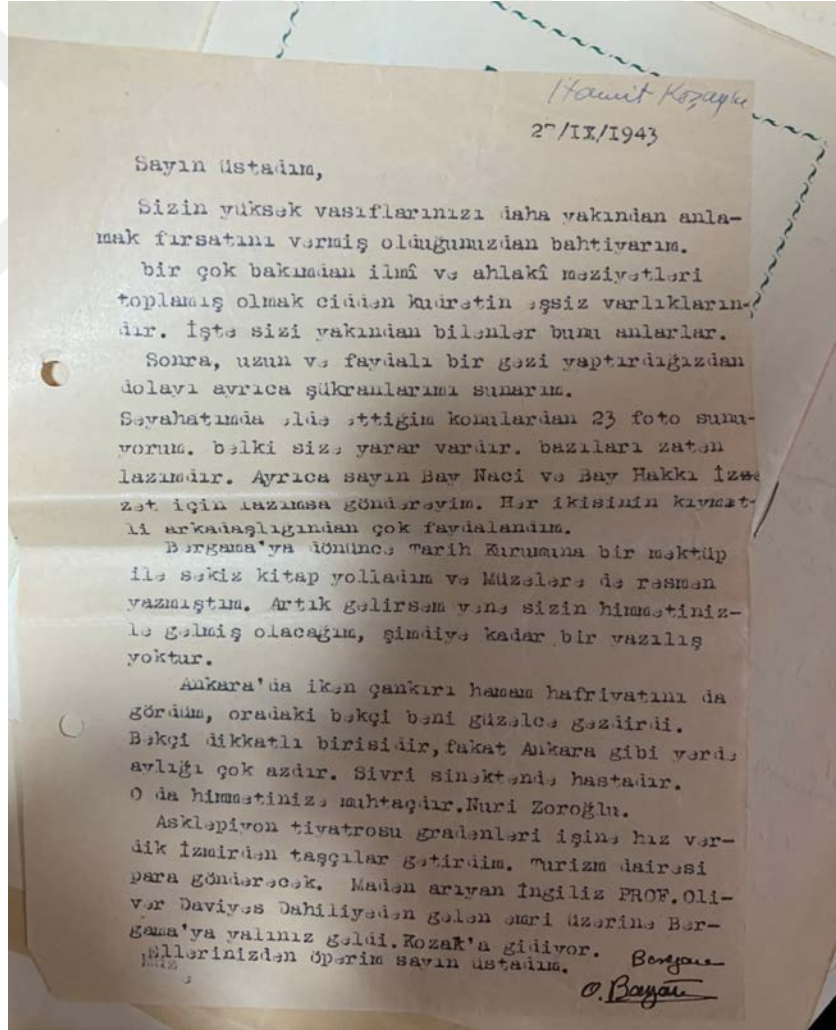 Hamit
27/IX/1943
Sayın üstadım,
Sizin yüksek vasıflarınızı daha yakından anla-
mak fırsatını vermiş olduğunuzdan bahtiyarım.
bir çok bakımdan ilmî ve ahlakî meziyetleri
toplamış olmak cidden kudretin eşsiz varlıkların-
dır. İşte sizi yakından bilenler bunu anlarlar.
Sonra, uzun ve faydalı bir gezi yaptırdığızdan
dolayı ayrıca şükranlarımı sunarım.
Seyahatımda elde ettiğim konulardan 23 foto sunu-
yorum. belki size yarar vardır. bazıları zaten
lazımdır. Ayrıca sayın Bay Naci ve Bay Hakkı İz
zet için lazımsa göndereyim. Her ikisinin kıymet-
li arkadaşlığından çok faydalandım.
Bergama'ya dönünce Tarih Kurumuna bir mektüp
ile sekiz kitap yolladım ve Müzelere de resmen
yazmıştım. Artık gelirsem yene sizin himmetiniz-
le gelmiş olacağım, şimdiye kadar bir yazılış
yoktur.
Ankara'da iken çankırı hamam hafriyatını da
gördüm, oradaki bekçi beni güzelce gezdirdi.
Bekçi dikkatlı birisidir, fakat Ankara gibi yerde
aylığı çok azdır. Sivri sinektende hastadır.
O da himmetinize muhtaçdır. Nuri Zoroğlu.
Asklepiyon tiyatrosu gradenleri işine hız ver-
dik İzmirden taşçılar getirdim. Turizm dairesi
para gönderecek. Maden arıyan İngiliz PROF. Oli-
ver Daviyes Dahiliyeden gelen emri üzerine Ber-
gama'ya yalınız geldi. Kozak'a gidiyor.
Ellerinizden öperim sayın üstadım.
O. Bayatlı